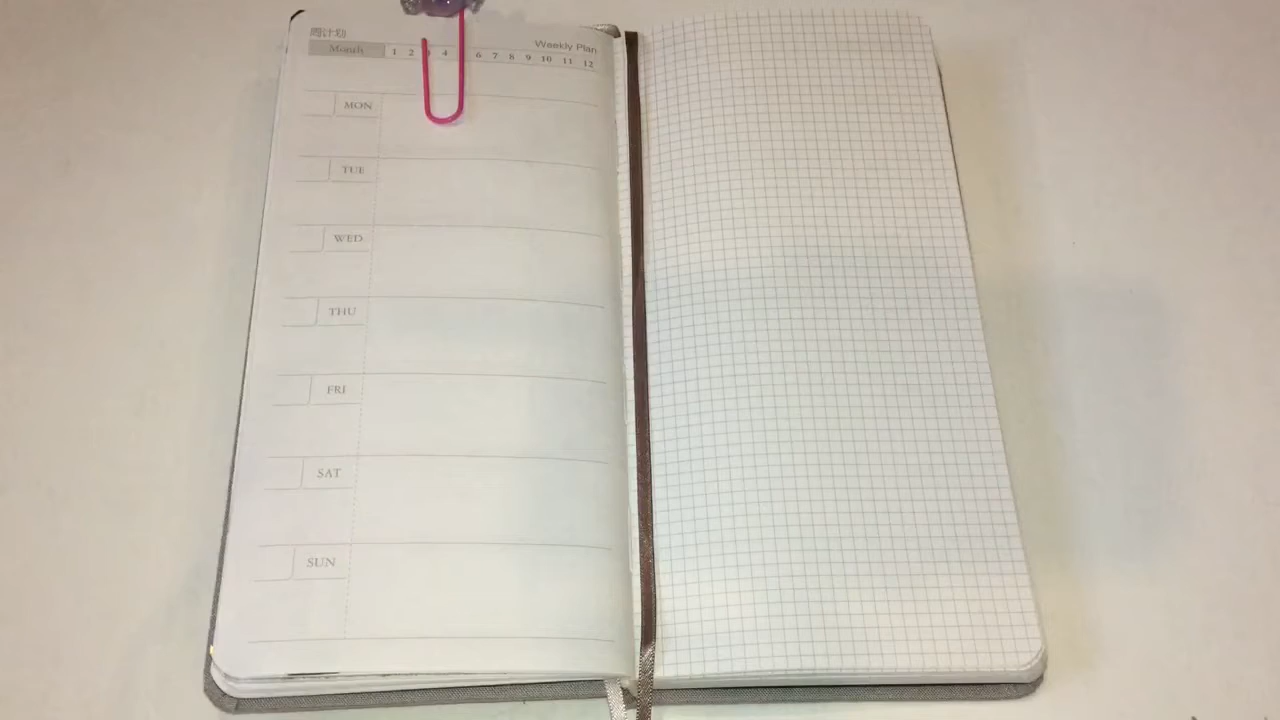 周计划
Weekly Plan
Month 1 2 3 4 6 7 8 9 10 11 12
MON
TUE
WED
THU
FRI
SAT
SUN